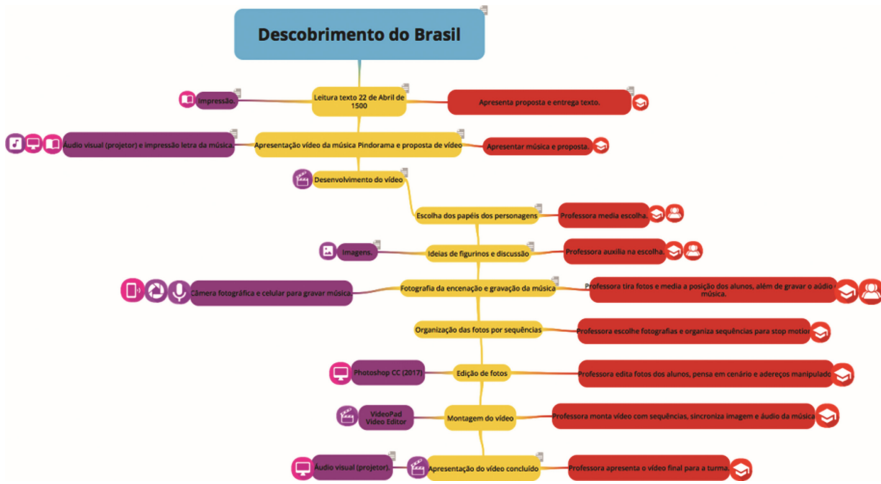 Descobrimento do Brasil
Impressão.
Leitura texto 22 de Abril de
1500
Apresenta proposta e entrega texto.
Áudio visual (projetor) e impressão letra da música.
Apresentação vídeo da música Pindorama e proposta de vídeo
Apresentar música e proposta.
Desenvolvimento do vídeo
Escolha dos papéis dos personagens
Professora media escolha.
Imagens.
Ideias de figurinos e discussão
Professora auxilia na escolha.
Câmera fotográfica e celular para gravar música
Fotografia da encenação e gravação da música
Professora tira fotos e media a posição dos alunos, além de gravar o aúdio
música.
Organização das fotos por sequências
Professora escolhe fotografias e organiza sequências para stop motion
Photoshop CC (2017)
Edição de fotos
Professora edita fotos dos alunos, pensa em cenário e adereços manipulado
VideoPad
Video Editor
Montagem do vídeo
Professora monta vídeo com sequências, sincroniza imagem e áudio da música
Áudio visual (projetor).
Apresentação do vídeo concluído
Professora apresenta o vídeo final para a turma.